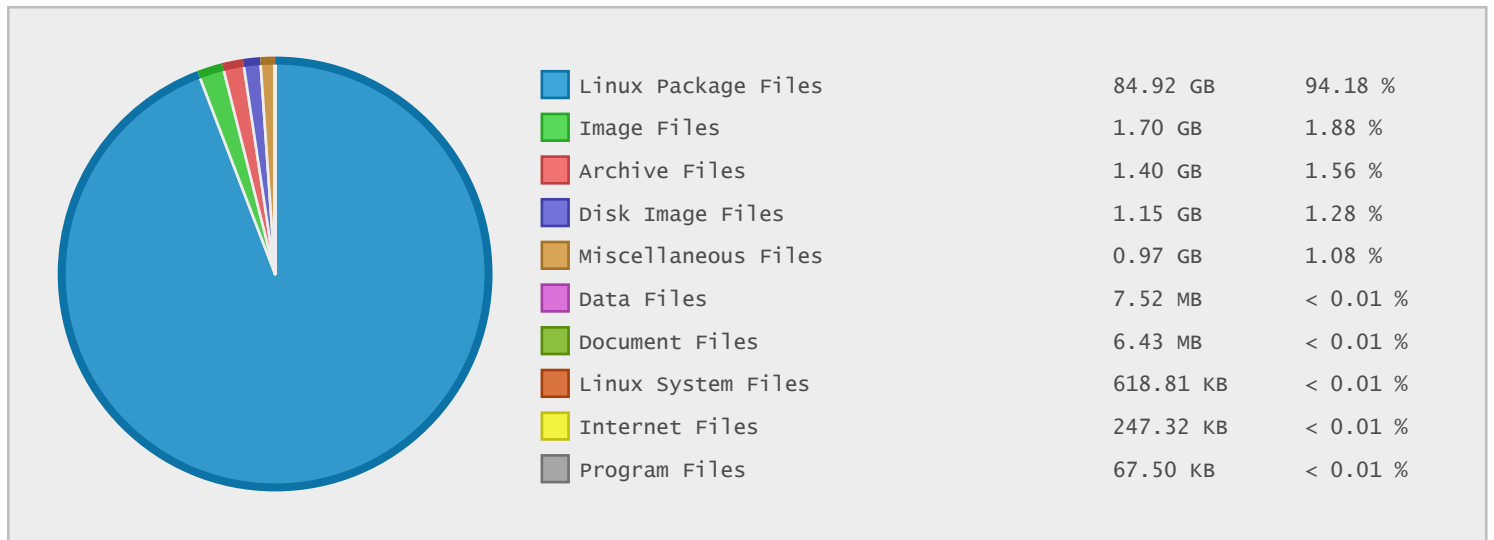 Linux Package Files 84.92 GB 94.18 %
Image Files 1.70 GB 1.88 %
Archive Files 1.40 GB 1.56 %
Disk Image Files 1.15 GB 1.28 %
Miscellaneous Files 0.97 GB 1.08 %
Data Files 7.52 MB < 0.01 %
Document Files 6.43 MB < 0.01 %
Linux System Files 618.81 KB < 0.01 %
Internet Files 247.32 KB < 0.01 %
Program Files 67.50 KB < 0.01 %